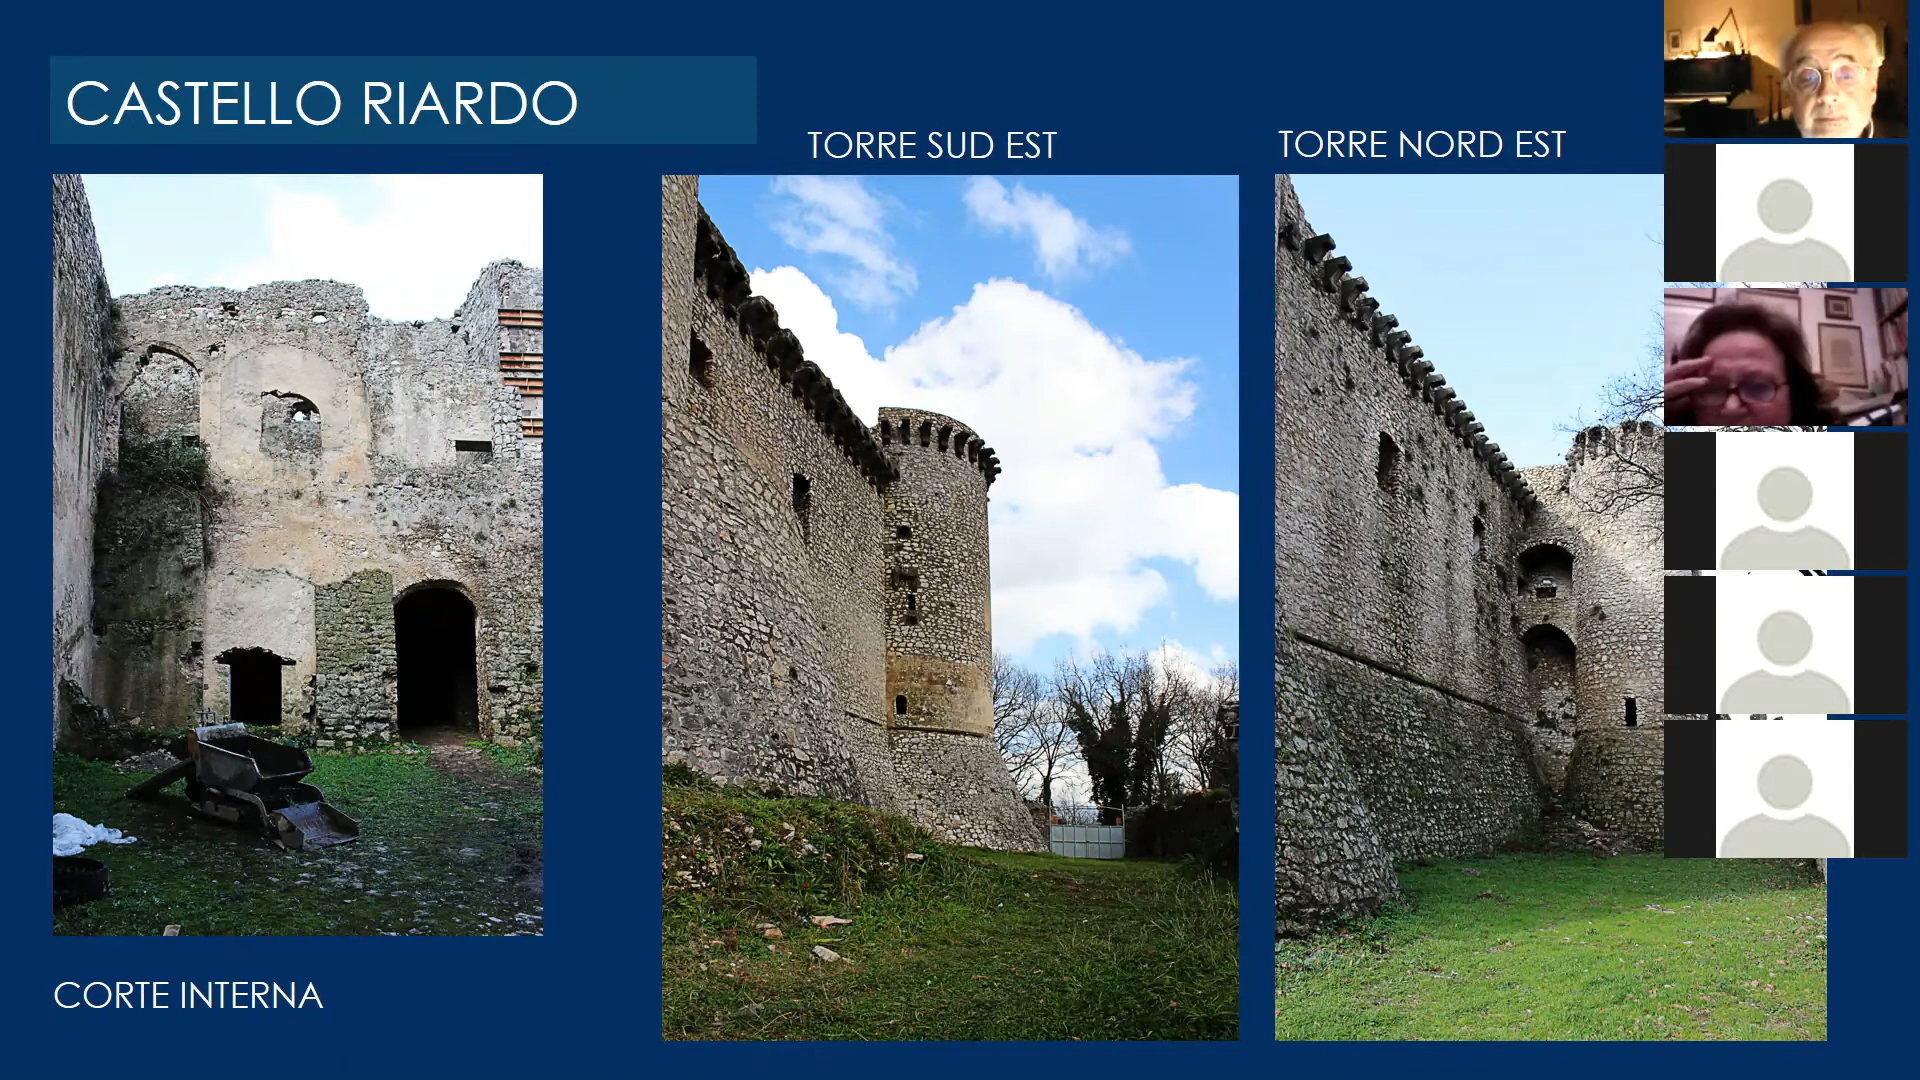 CASTELLO RIARDO
TORRE SUD EST
TORRE NORD EST
CORTE INTERNA